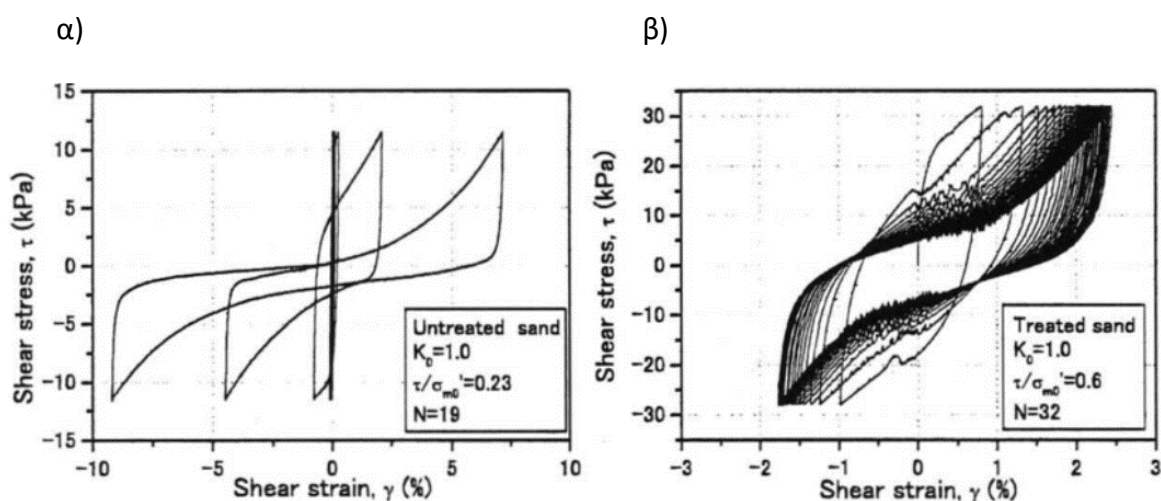 α)
β)
15
10
5
0
−5
−10
−15
−10
−5
0
5
10
Shear stress, τ (kPa)
Shear strain, γ (%)
Untreated sand
K₀=1.0
τ/σₘ₀'=0.23
N=19
30
20
10
0
−10
−20
−30
−3
−2
−1
0
1
2
3
Shear stress, τ (kPa)
Shear strain, γ (%)
Treated sand
K₀=1.0
τ/σₘ₀'=0.6
N=32